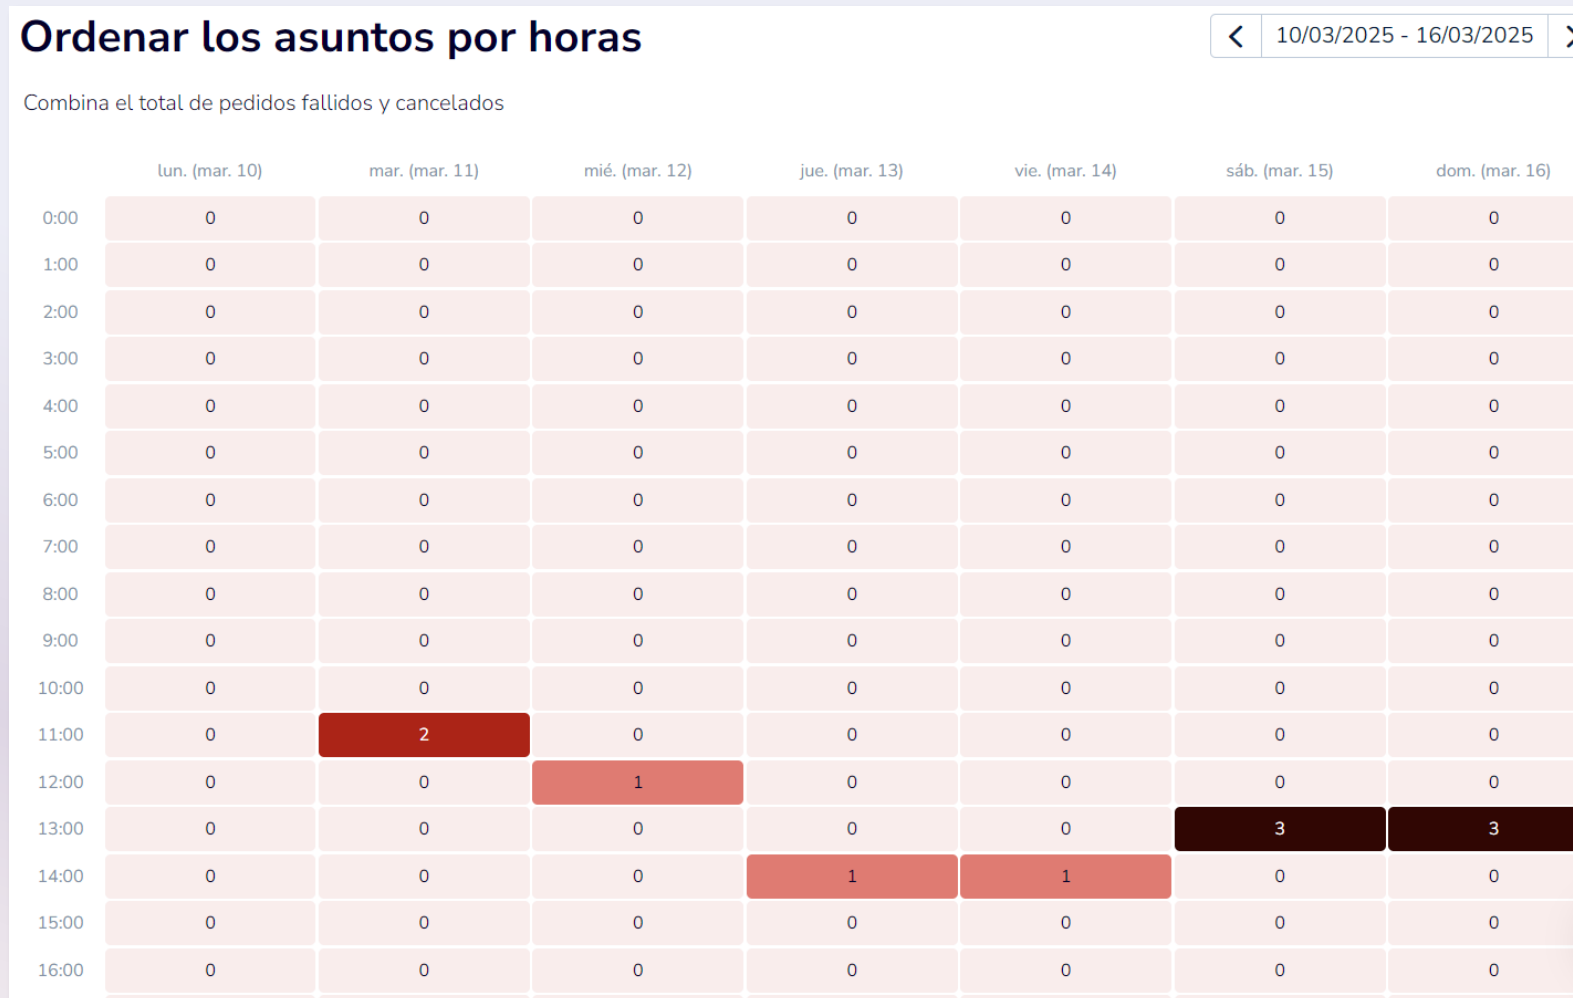 Ordenar los asuntos por horas
10/03/2025 - 16/03/2025
Combina el total de pedidos fallidos y cancelados
lun. (mar. 10) mar. (mar. 11) mié. (mar. 12) jue. (mar. 13) vie. (mar. 14) sáb. (mar. 15) dom. (mar. 16)
0:00 0 0 0 0 0 0 0
1:00 0 0 0 0 0 0 0
2:00 0 0 0 0 0 0 0
3:00 0 0 0 0 0 0 0
4:00 0 0 0 0 0 0 0
5:00 0 0 0 0 0 0 0
6:00 0 0 0 0 0 0 0
7:00 0 0 0 0 0 0 0
8:00 0 0 0 0 0 0 0
9:00 0 0 0 0 0 0 0
10:00 0 0 0 0 0 0 0
11:00 0 2 0 0 0 0 0
12:00 0 0 1 0 0 0 0
13:00 0 0 0 0 0 3 3
14:00 0 0 0 1 1 0 0
15:00 0 0 0 0 0 0 0
16:00 0 0 0 0 0 0 0